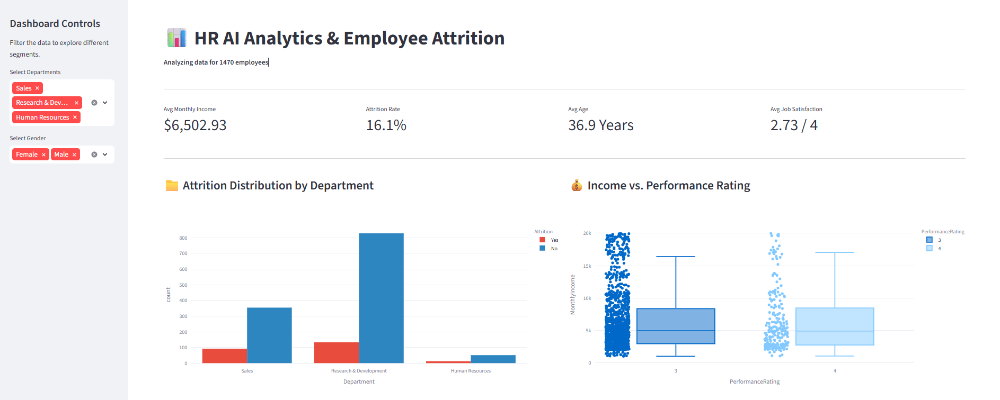 Dashboard Controls
Filter the data to explore different
segments.
Select Departments
Sales ×
Research & Dev... ×
Human Resources ×
Select Gender
Female × Male ×
HR AI Analytics & Employee Attrition
Analyzing data for 1470 employees
Avg Monthly Income
$6,502.93
Attrition Rate
16.1%
Avg Age
36.9 Years
Avg Job Satisfaction
2.73 / 4
Attrition Distribution by Department
Attrition
Yes
No
count
800
700
600
500
400
300
200
100
0
Sales
Research & Development
Human Resources
Department
Income vs. Performance Rating
PerformanceRating
3
4
MonthlyIncome
20k
15k
10k
5k
0
3
4
PerformanceRating